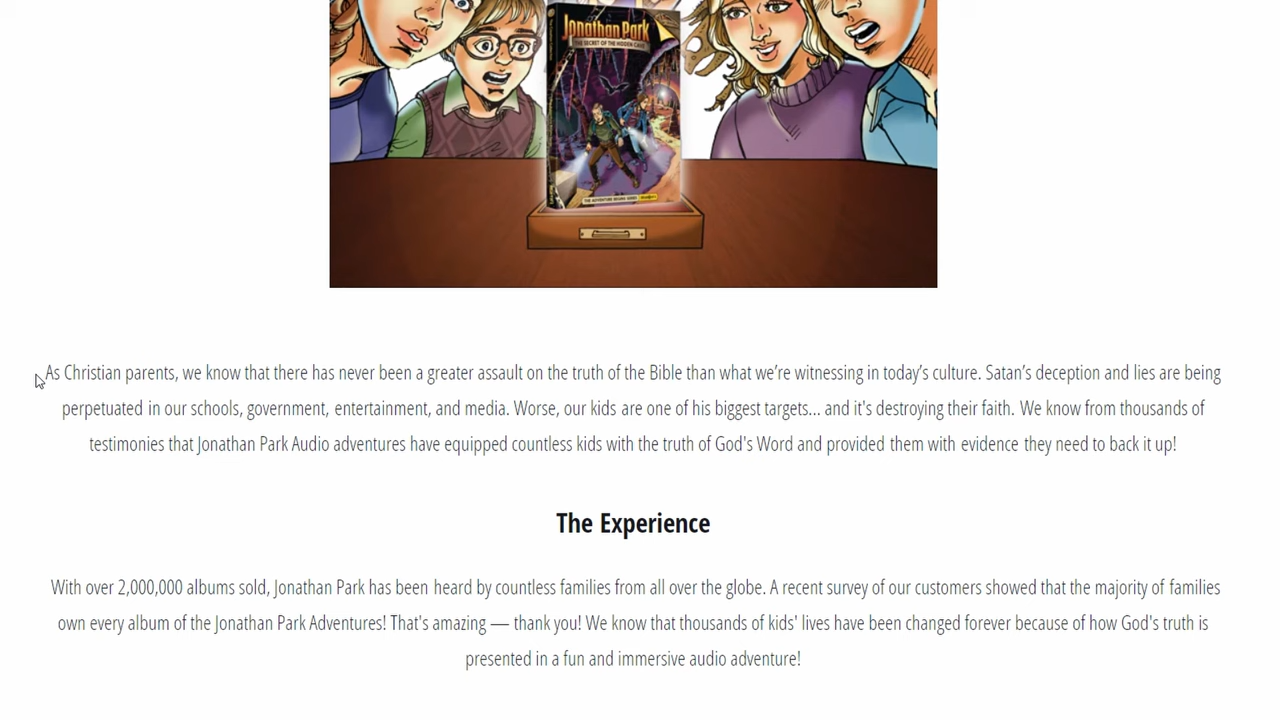 Jonathan Park
THE SECRET OF THE HIDDEN CAVE
As Christian parents, we know that there has never been a greater assault on the truth of the Bible than what we’re witnessing in today’s culture. Satan’s deception and lies are being
perpetuated in our schools, government, entertainment, and media. Worse, our kids are one of his biggest targets... and it's destroying their faith. We know from thousands of
testimonies that Jonathan Park Audio adventures have equipped countless kids with the truth of God's Word and provided them with evidence they need to back it up!
The Experience
With over 2,000,000 albums sold, Jonathan Park has been heard by countless families from all over the globe. A recent survey of our customers showed that the majority of families
own every album of the Jonathan Park Adventures! That's amazing — thank you! We know that thousands of kids' lives have been changed forever because of how God's truth is
presented in a fun and immersive audio adventure!